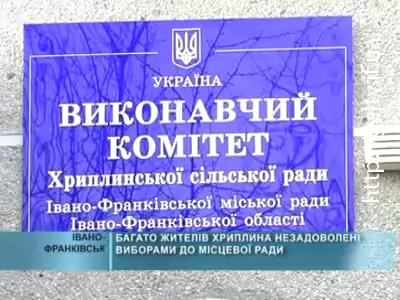 УКРАЇНА
ВИКОНАВЧИЙ
КОМІТЕТ
Хриплинської сільської ради
Івано-Франківської міської ради
Івано-Франківської області
ІВАНО-
ФРАНКІВСЬК
БАГАТО ЖИТЕЛІВ ХРИПЛИНА НЕЗАДОВОЛЕНІ
ВИБОРАМИ ДО МІСЦЕВОЇ РАДИ